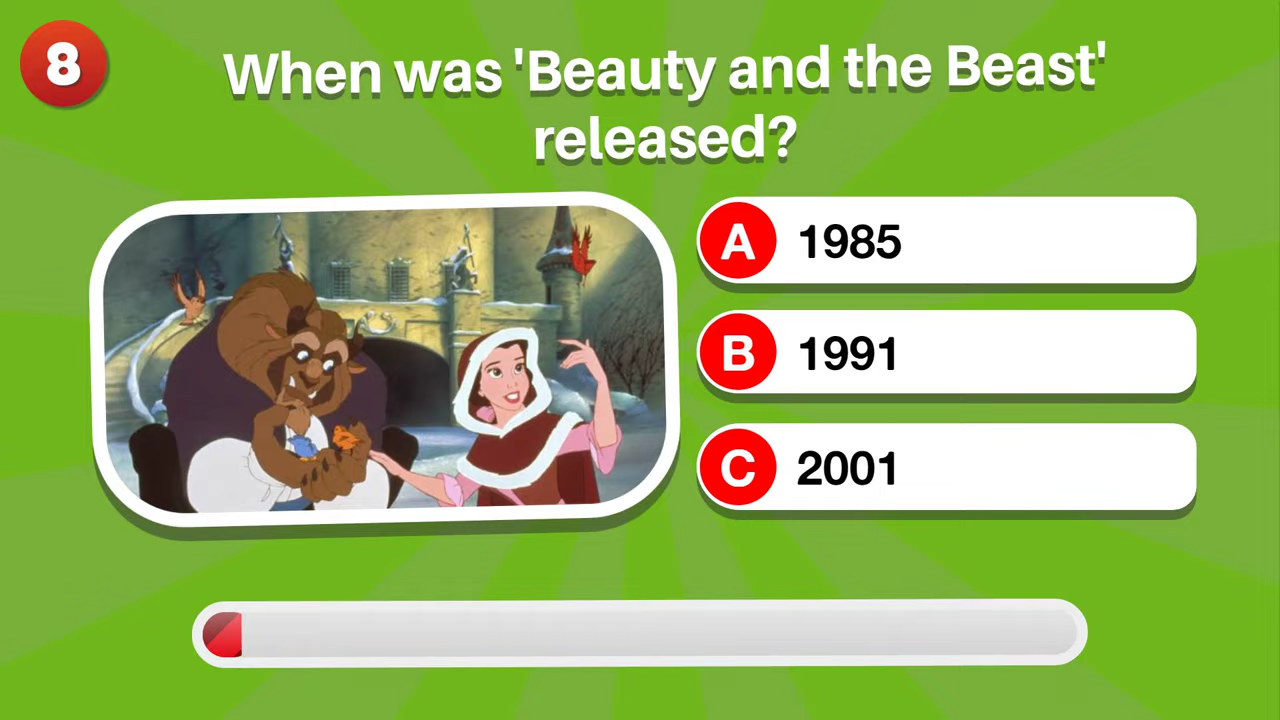 8
When was 'Beauty and the Beast'
released?
A 1985
B 1991
C 2001